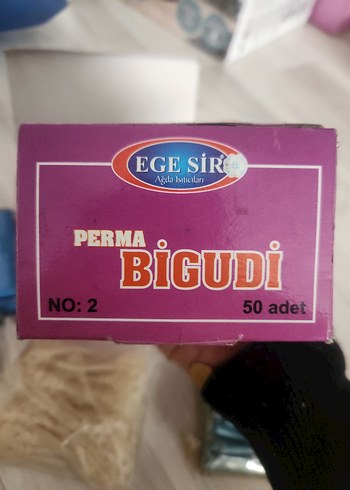 EGE SİR
Ağda Isıtıcıları
PERMA
BİGUDİ
NO: 2
50 adet